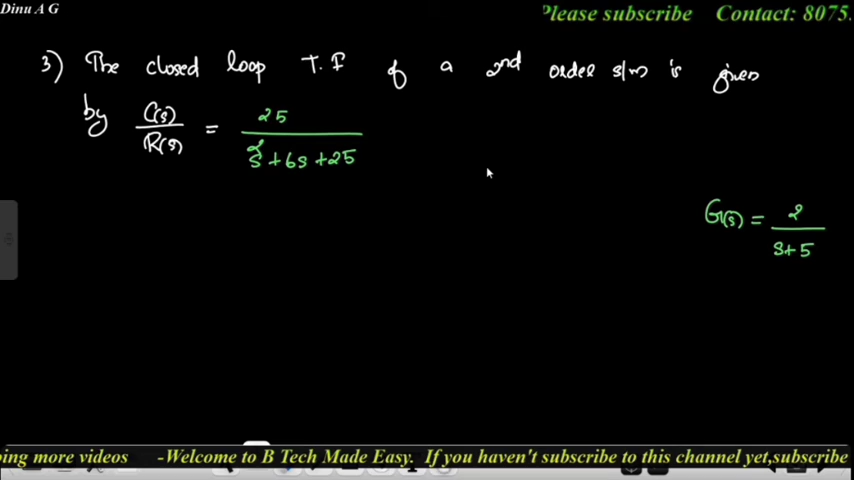 Dinu A G
Please subscribe Contact: 8075.
3) The closed loop T.F of a 2nd order s/m is given
by C(s)/R(s) = 25/(s²+6s+25)
G(s) = 2/(s+5)
ping more videos -Welcome to B Tech Made Easy. If you haven't subscribe to this channel yet,subscribe